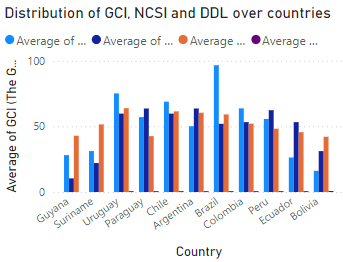 Distribution of GCI, NCSI and DDL over countries
Average of ... Average of ... Average ... Average ...
Average of GCI (The G...
100
50
0
Guyana
Suriname
Uruguay
Paraguay
Chile
Argentina
Brazil
Colombia
Peru
Ecuador
Bolivia
Country